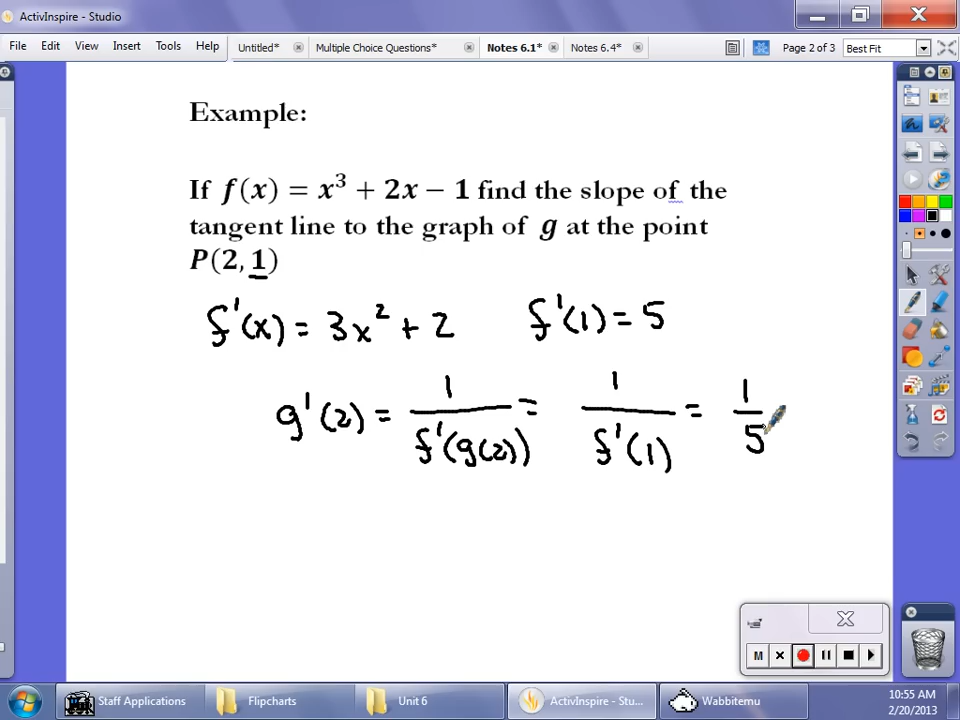 ActivInspire - Studio
File Edit View Insert Tools Help Untitled* Multiple Choice Questions* Notes 6.1* Notes 6.4* Page 2 of 3 Best Fit
Example:
If f(x) = x³ + 2x − 1 find the slope of the
tangent line to the graph of g at the point
P(2, 1)
f'(x) = 3x² + 2 f'(1) = 5
g'(2) = 1/f'(g(2)) = 1/f'(1) = 1/5
M
Staff Applications Flipcharts Unit 6 ActivInspire - Stu... Wabbitemu 10:55 AM
2/20/2013